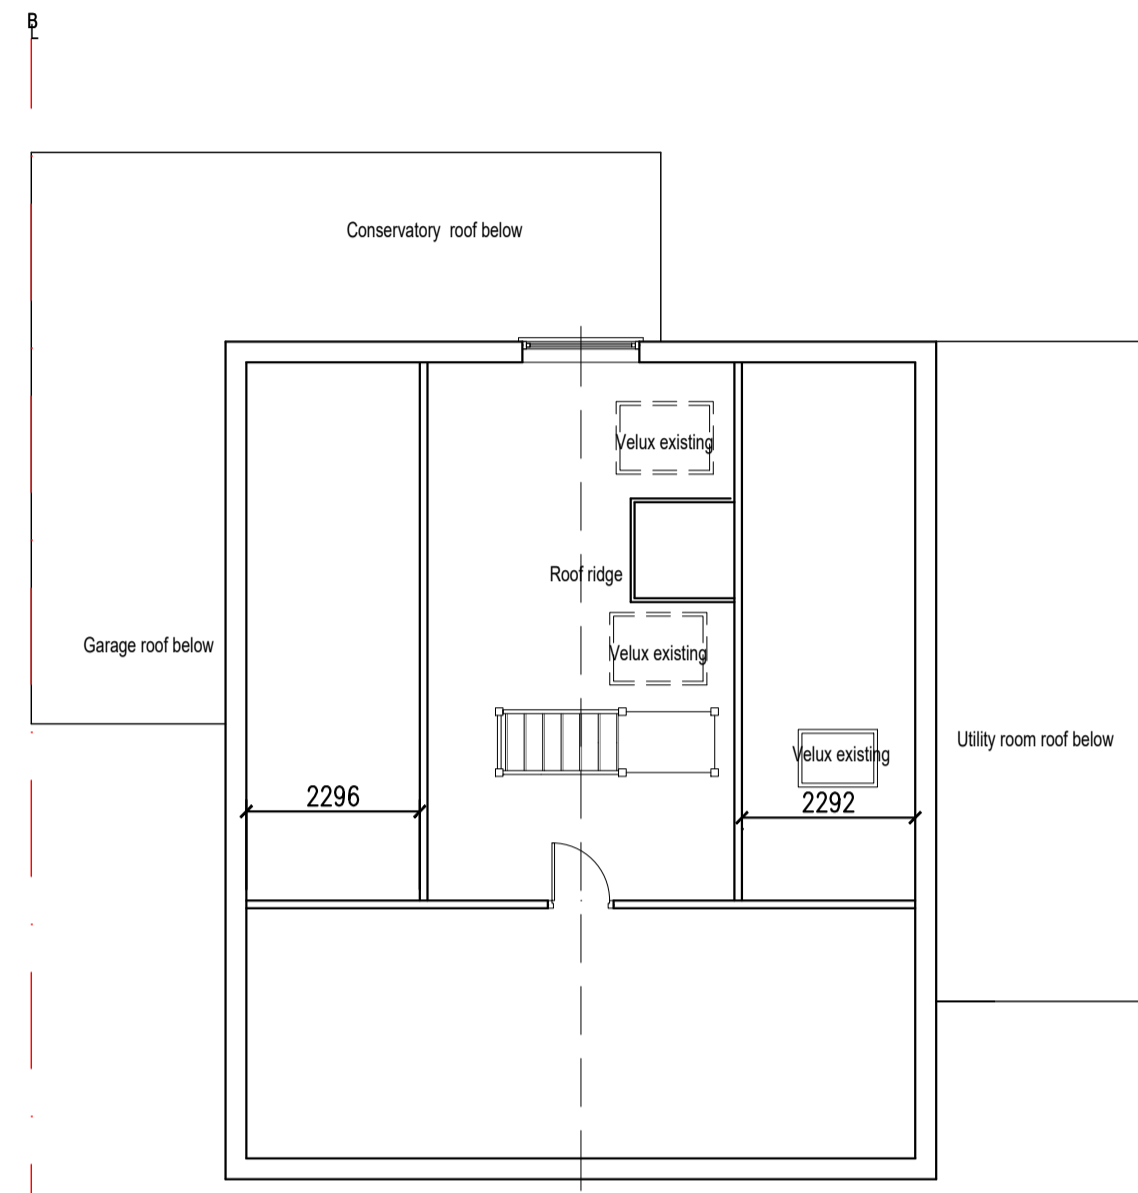 B
L
Conservatory roof below
Velux existing
Roof ridge
Garage roof below
Velux existing
Utility room roof below
Velux existing
2296
2292